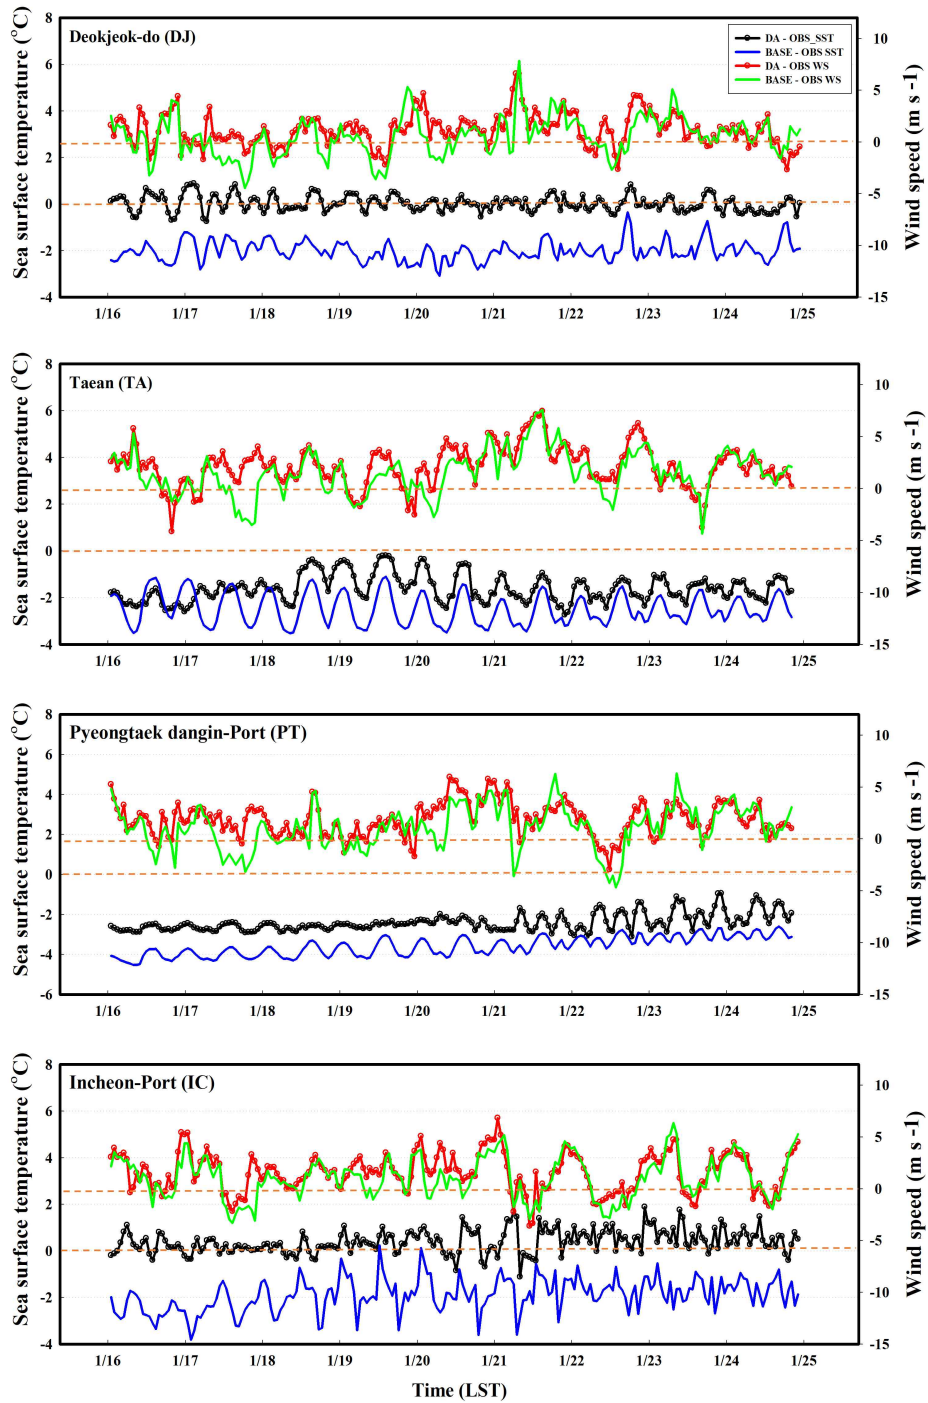 Deokjeok-do (DJ)
DA - OBS_SST
BASE - OBS SST
DA - OBS WS
BASE - OBS WS
Sea surface temperature (°C)
8
6
4
2
0
-2
-4
10
5
0
-5
-10
-15
Wind speed (m s -1)
1/16 1/17 1/18 1/19 1/20 1/21 1/22 1/23 1/24 1/25
Taean (TA)
Sea surface temperature (°C)
8
6
4
2
0
-2
-4
10
5
0
-5
-10
-15
Wind speed (m s -1)
1/16 1/17 1/18 1/19 1/20 1/21 1/22 1/23 1/24 1/25
Pyeongtaek dangin-Port (PT)
Sea surface temperature (°C)
8
6
4
2
0
-2
-4
-6
10
5
0
-5
-10
-15
Wind speed (m s -1)
1/16 1/17 1/18 1/19 1/20 1/21 1/22 1/23 1/24 1/25
Incheon-Port (IC)
Sea surface temperature (°C)
8
6
4
2
0
-2
-4
10
5
0
-5
-10
-15
Wind speed (m s -1)
1/16 1/17 1/18 1/19 1/20 1/21 1/22 1/23 1/24 1/25
Time (LST)